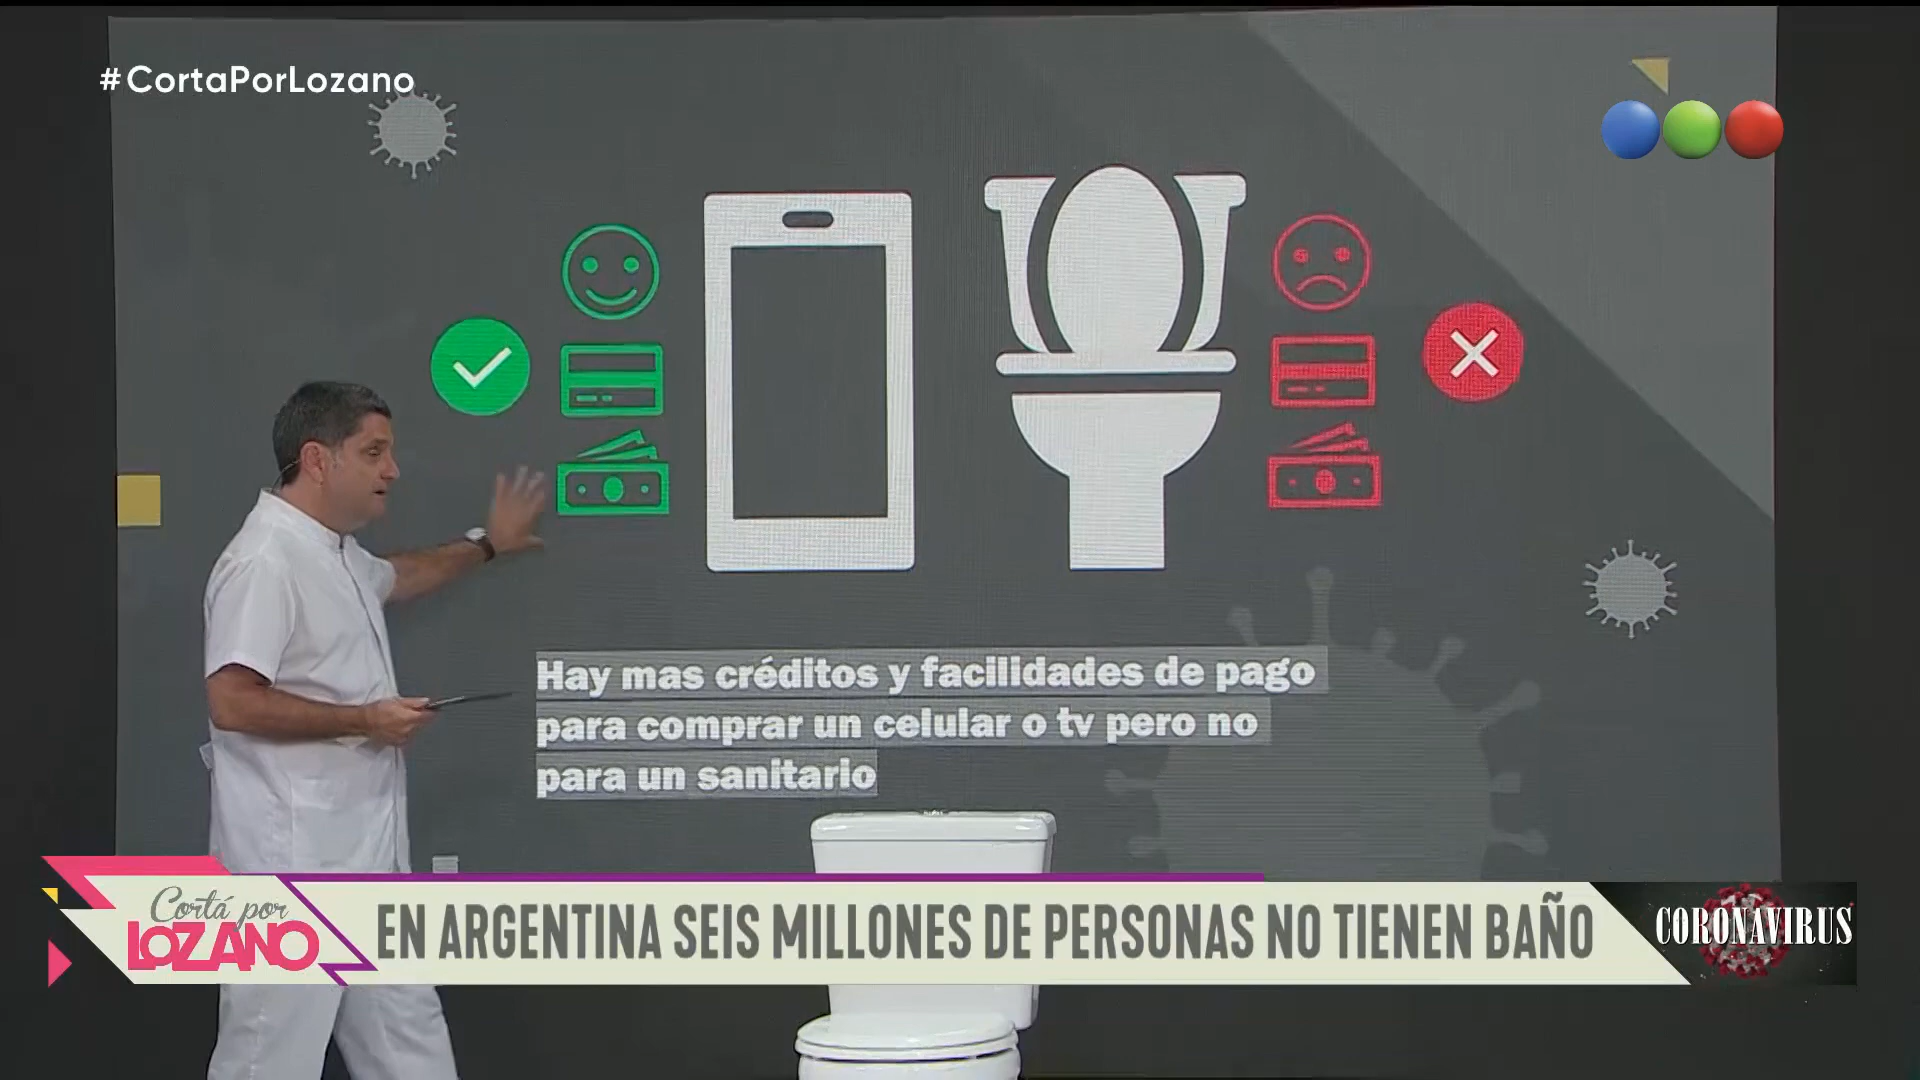 #CortaPorLozano
Hay mas créditos y facilidades de pago
para comprar un celular o tv pero no
para un sanitario
Cortá por
LOZANO
EN ARGENTINA SEIS MILLONES DE PERSONAS NO TIENEN BAÑO
CORONAVIRUS